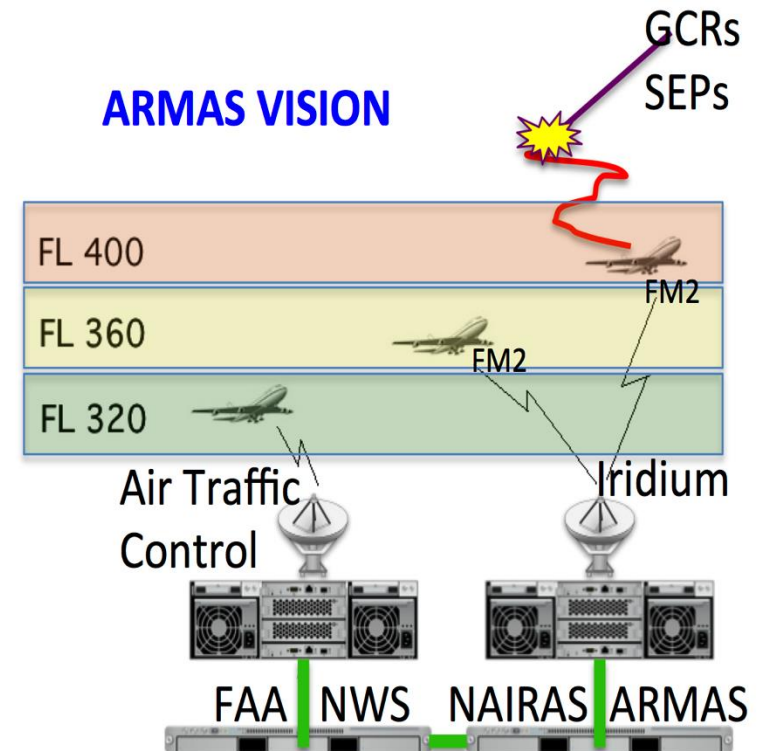 GCRs
SEPs
ARMAS VISION
FL 400
FM2
FL 360
FM2
FL 320
Air Traffic
Control
Iridium
FAA NWS NAIRAS ARMAS